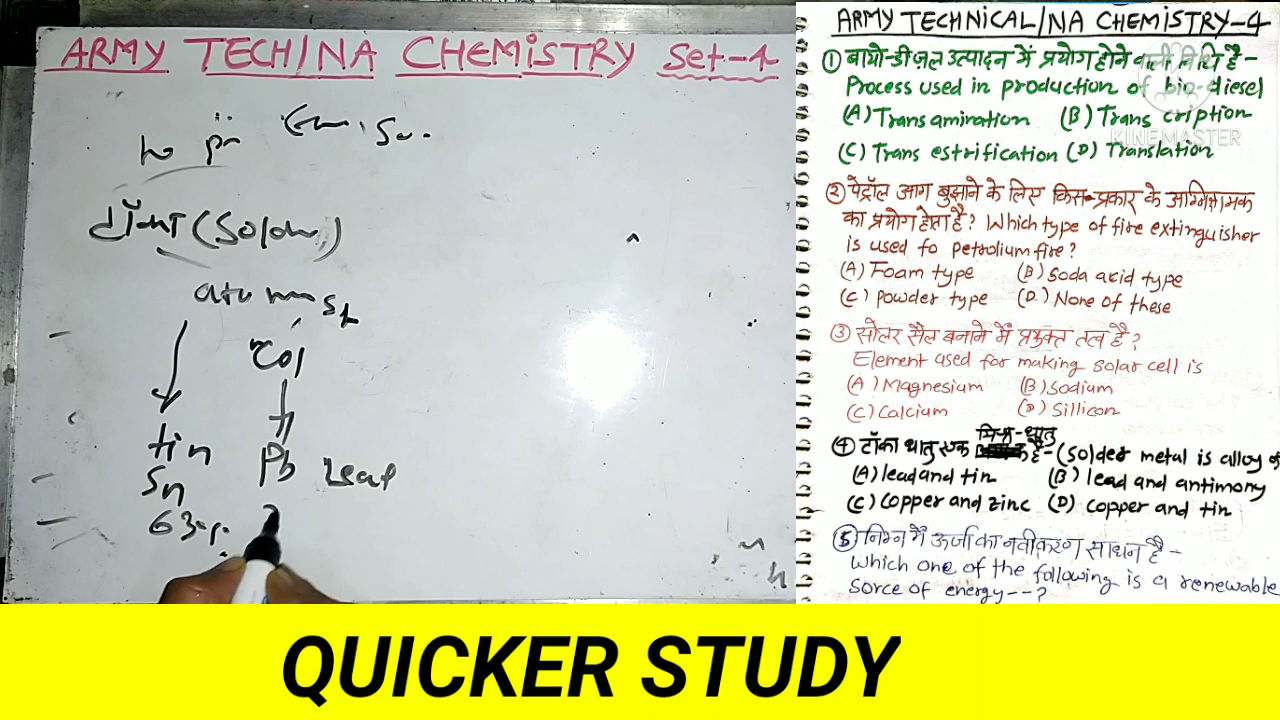 ARMY TECH/NA CHEMISTRY Set-4
टाँका (Solder)
tin
Pb Lead
Sn
63%
ARMY TECHNICAL/NA CHEMISTRY-4
① बायो-डीज़ल उत्पादन में प्रयोग होने वाली विधि है -
Process used in production of bio-diesel
(A) Trans amination (B) Trans cription
KINEMASTER
(C) Trans estrification (D) Translation
② पेट्रॉल आग बुझाने के लिए किस-प्रकार के अग्निशामक
का प्रयोग होता है? Which type of fire extinguisher
is used fo petrolium fire?
(A) Foam type (B) Soda acid type
(C) Powder type (D) None of these
③ सोलर सैल बनाने में प्रयुक्त तत्व है?
Element used for making solar cell is
(A) Magnesium (B) Sodium
(C) Calcium (D) Sillicon
मिश्र-धातु
④ टाँका धातु एक है- (solder metal is alloy of
(A) lead and tin (B) lead and antimony
(C) Copper and zinc (D) copper and tin
⑤ निम्न में ऊर्जा का नवीकरण साधन है -
Which one of the following is a renewable
sorce of energy--?
QUICKER STUDY